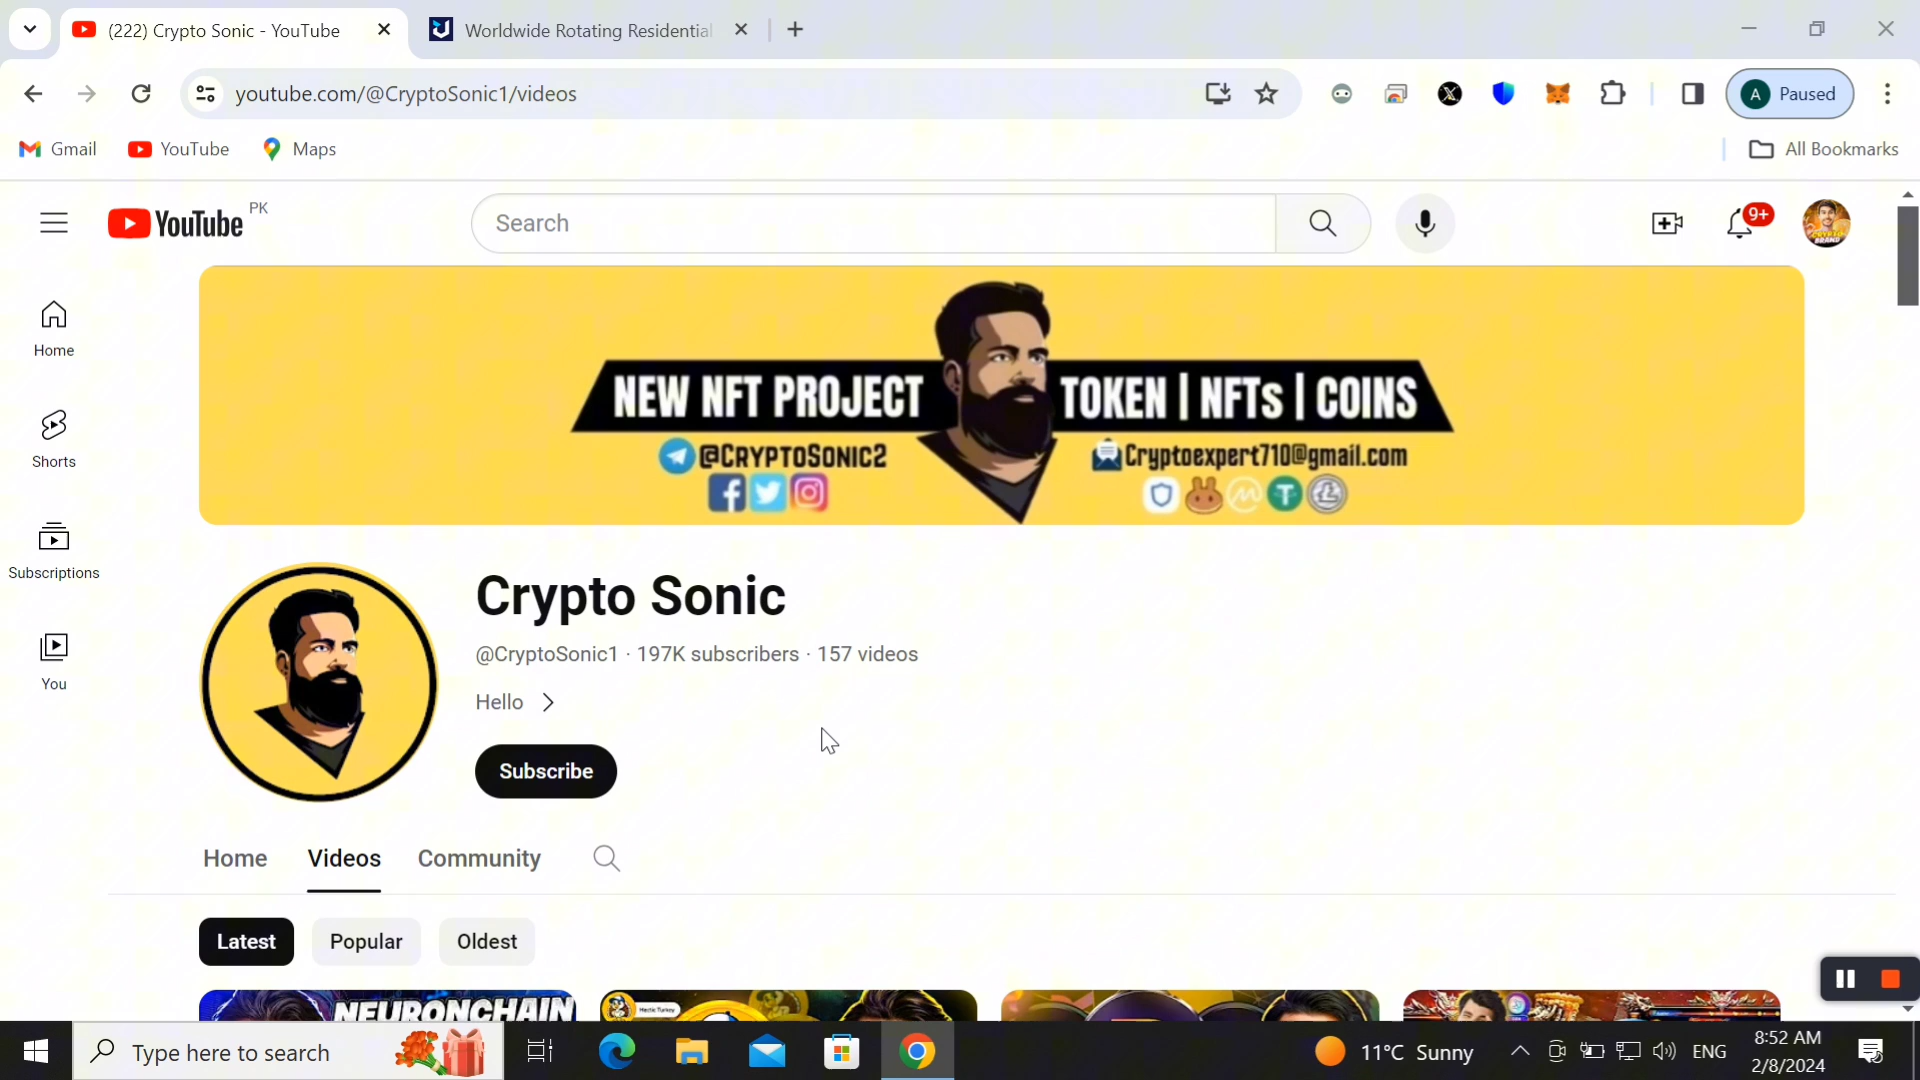 (222) Crypto Sonic - YouTube
Worldwide Rotating Residential
youtube.com/@CryptoSonic1/videos
A Paused
Gmail
YouTube
Maps
All Bookmarks
YouTube PK
Search
9+
Home
Shorts
Subscriptions
You
NEW NFT PROJECT
TOKEN | NFTs | COINS
@CRYPTOSONIC2
Cryptoexpert710@gmail.com
Crypto Sonic
@CryptoSonic1 · 197K subscribers · 157 videos
Hello
Subscribe
Home Videos Community
Latest Popular Oldest
NEURONCHAIN
Hectic Turkey
Type here to search
11°C Sunny
ENG
8:52 AM
2/8/2024